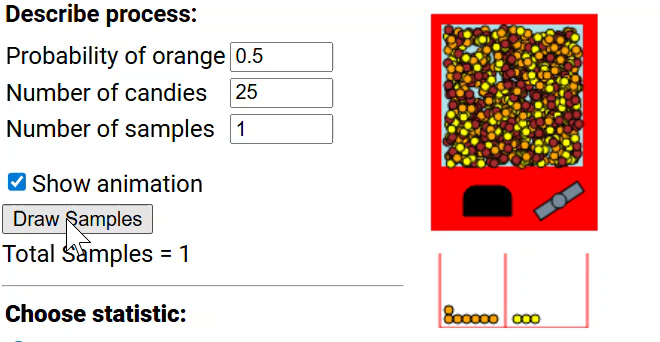 Describe process:
Probability of orange 0.5
Number of candies 25
Number of samples 1
Show animation
Draw Samples
Total Samples = 1
Choose statistic: